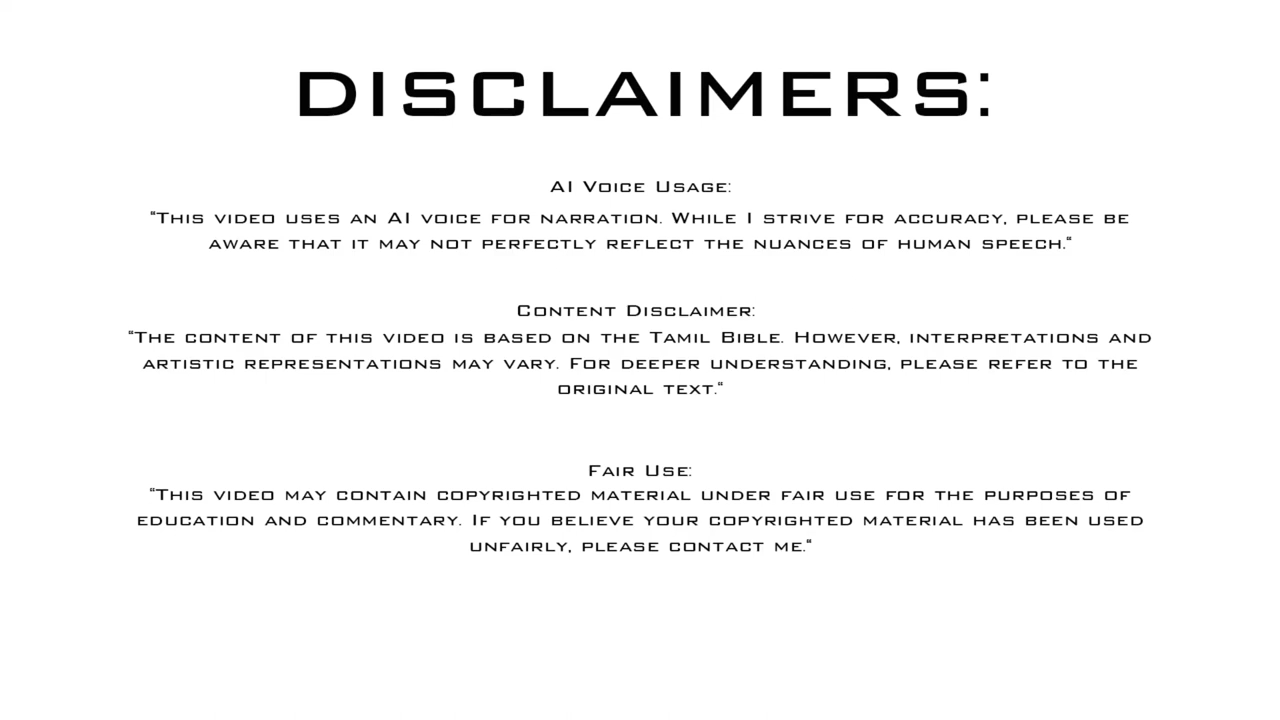 DISCLAIMERS:
AI Voice Usage:
“This video uses an AI voice for narration. While I strive for accuracy, please be
aware that it may not perfectly reflect the nuances of human speech.“
Content Disclaimer:
“The content of this video is based on the Tamil Bible. However, interpretations and
artistic representations may vary. For deeper understanding, please refer to the
original text.“
Fair Use:
“This video may contain copyrighted material under fair use for the purposes of
education and commentary. If you believe your copyrighted material has been used
unfairly, please contact me.“